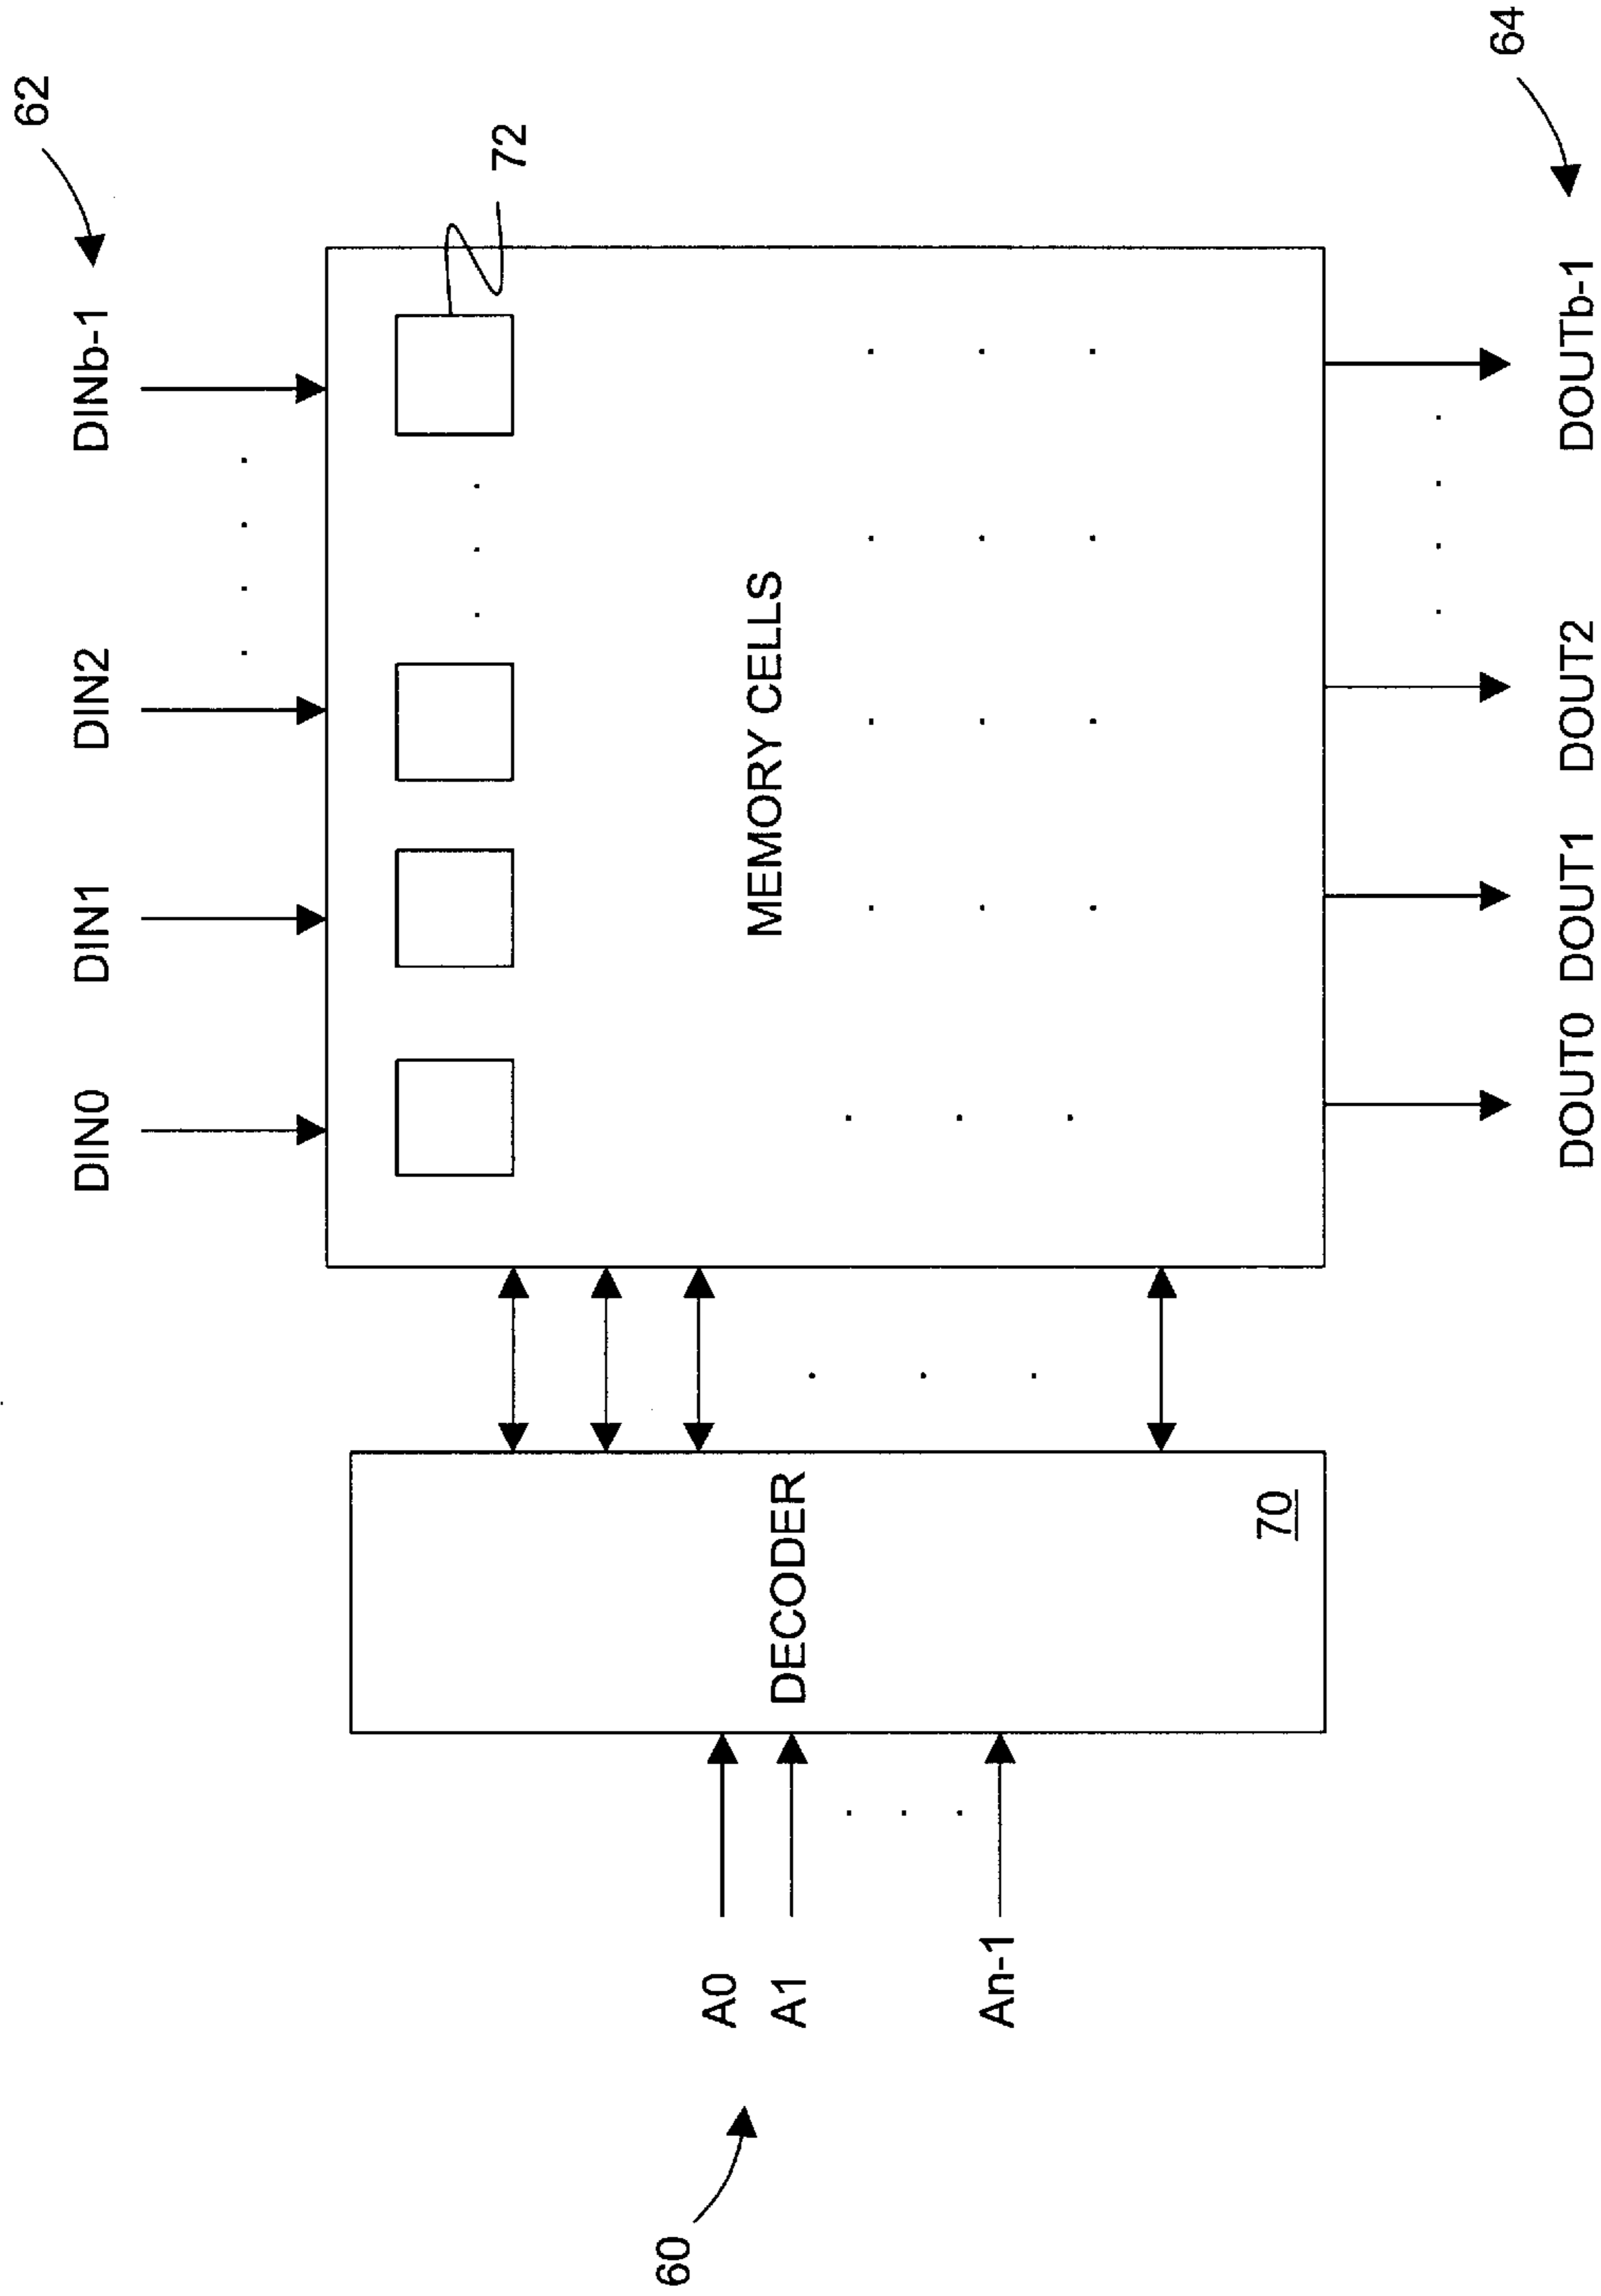 62
DIN0 DIN1 DIN2 DINb-1
72
60
A0
A1
An-1
DECODER
70
MEMORY CELLS
DOUT0 DOUT1 DOUT2 DOUTb-1
64